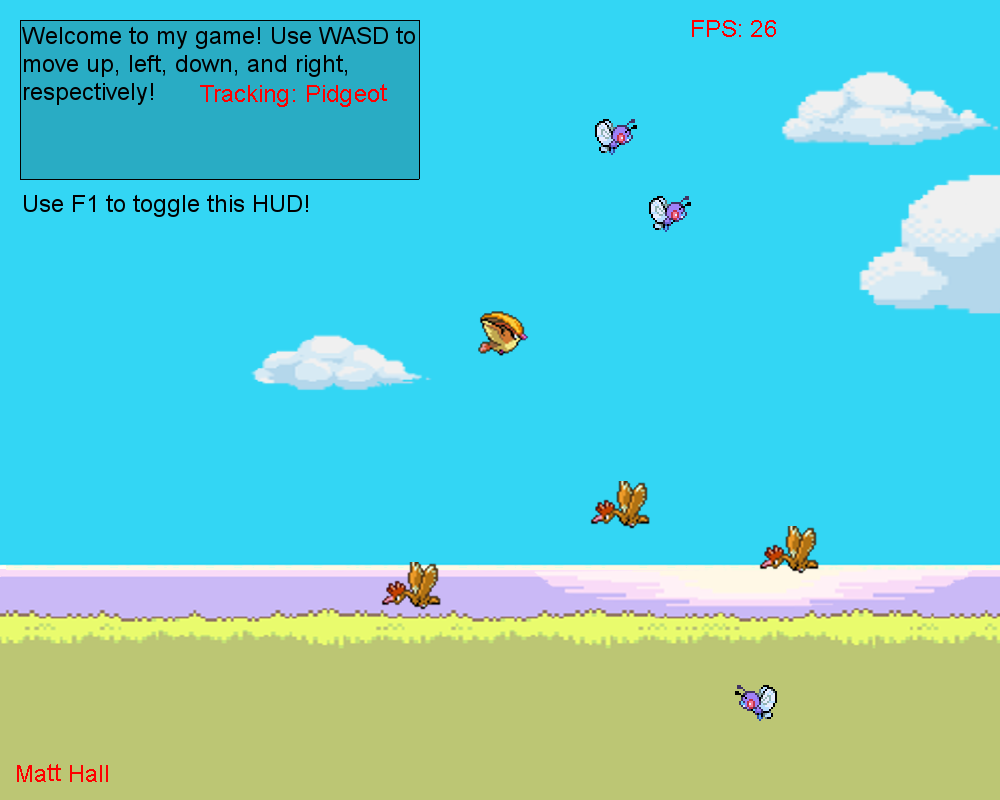 Welcome to my game! Use WASD to
move up, left, down, and right,
respectively!
Tracking: Pidgeot
Use F1 to toggle this HUD!
FPS: 26
Matt Hall